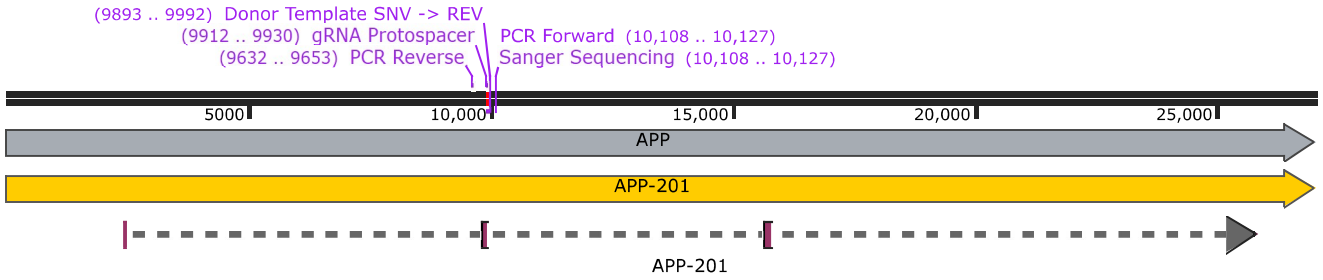 (9893 .. 9992) Donor Template SNV -> REV
(9912 .. 9930) gRNA Protospacer PCR Forward (10,108 .. 10,127)
(9632 .. 9653) PCR Reverse Sanger Sequencing (10,108 .. 10,127)
5000 10,000 15,000 20,000 25,000
APP
APP-201
APP-201